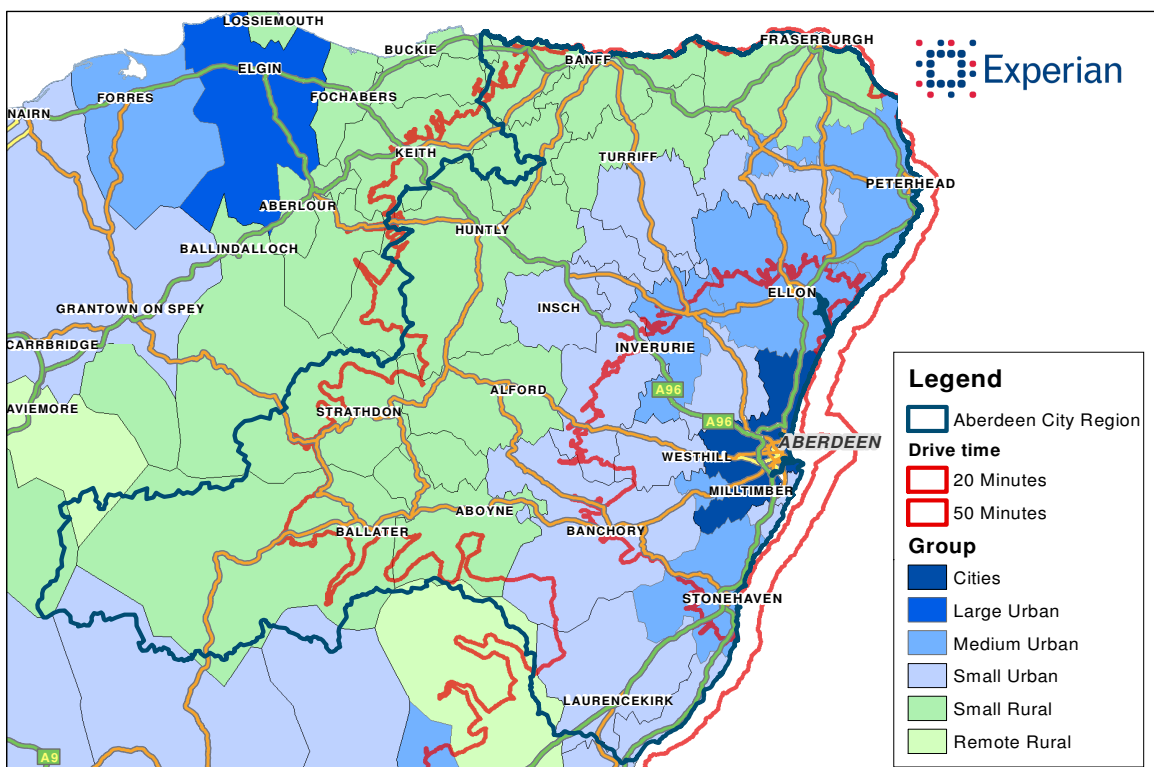 LOSSIEMOUTH
FRASERBURGH
BUCKIE
BANFF
ELGIN
Experian
FORRES
FOCHABERS
NAIRN
KEITH
TURRIFF
PETERHEAD
ABERLOUR
HUNTLY
BALLINDALLOCH
ELLON
GRANTOWN ON SPEY
INSCH
CARRBRIDGE
INVERURIE
A96
ALFORD
AVIEMORE
STRATHDON
A96
ABERDEEN
WESTHILL
MILLTIMBER
ABOYNE
BALLATER
BANCHORY
STONEHAVEN
LAURENCEKIRK
A9
Legend
Aberdeen City Region
Drive time
20 Minutes
50 Minutes
Group
Cities
Large Urban
Medium Urban
Small Urban
Small Rural
Remote Rural